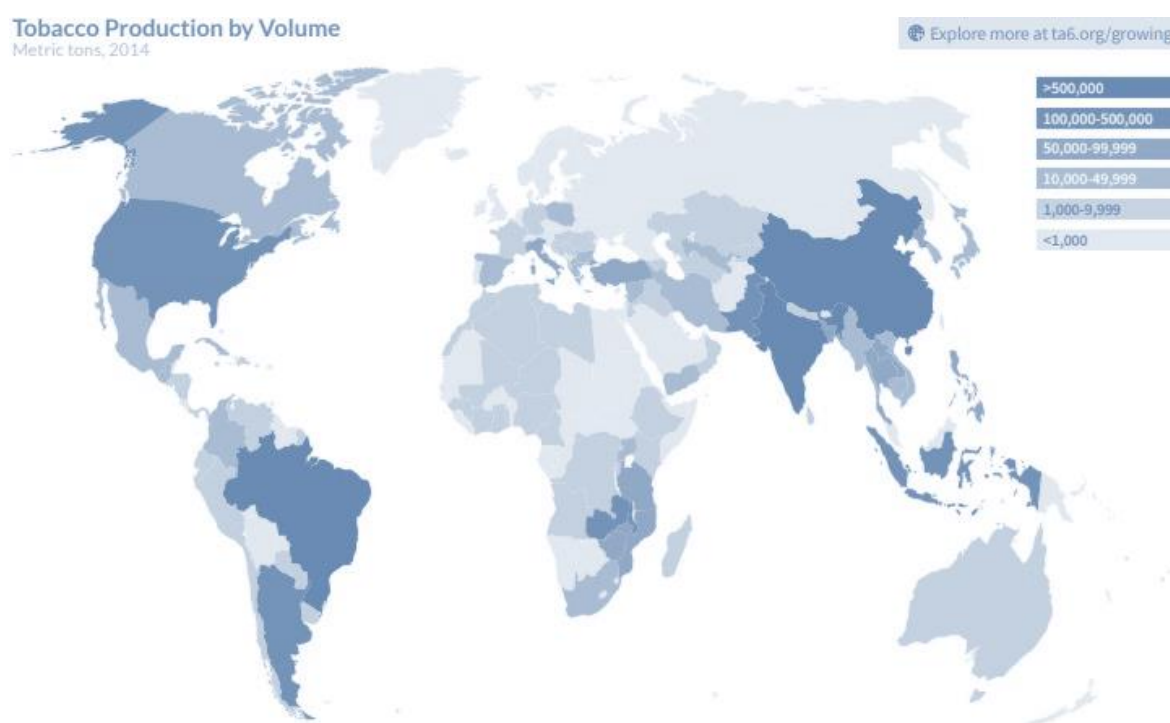 Tobacco Production by Volume
Metric tons, 2014
Explore more at ta6.org/growing
>500,000
100,000-500,000
50,000-99,999
10,000-49,999
1,000-9,999
<1,000